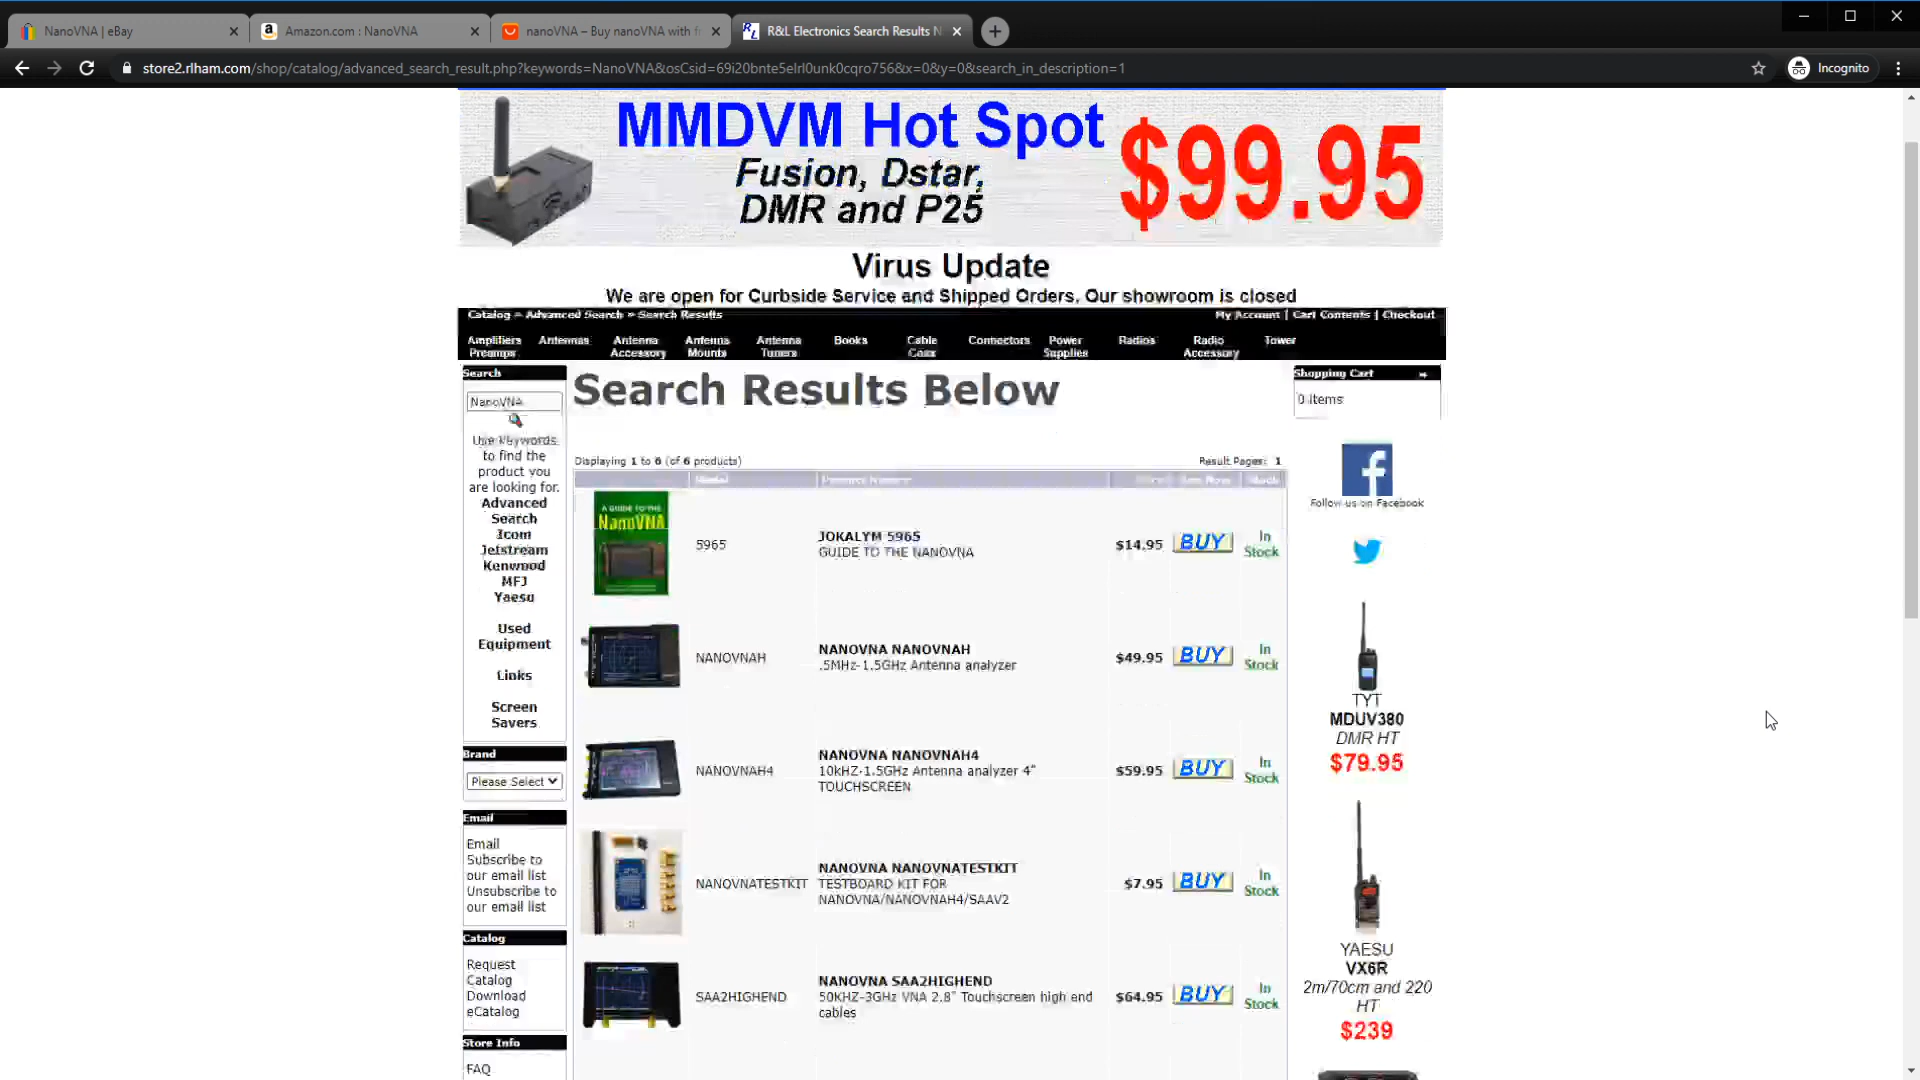 NanoVNA | eBay
Amazon.com : NanoVNA
nanoVNA – Buy nanoVNA with f
R&L Electronics Search Results N
store2.rlham.com/shop/catalog/advanced_search_result.php?keywords=NanoVNA&osCsid=69i20bnte5elrl0unk0cqro756&x=0&y=0&search_in_description=1
Incognito
MMDVM Hot Spot
Fusion, Dstar,
DMR and P25
$99.95
Virus Update
We are open for Curbside Service and Shipped Orders. Our showroom is closed
Catalog » Advanced Search » Search Results
My Account | Cart Contents | Checkout
Amplifiers Preamps
Antennas
Antenna Accessory
Antenna Mounts
Antenna Tuners
Books
Cable Coax
Connectors
Power Supplies
Radios
Radio Accessory
Tower
Search
NanoVNA
Use keywords
to find the
product you
are looking for.
Advanced
Search
Icom
Jetstream
Kenwood
MFJ
Yaesu
Used
Equipment
Links
Screen
Savers
Brand
Please Select
Email
Email
Subscribe to
our email list
Unsubscribe to
our email list
Catalog
Request
Catalog
Download
eCatalog
Store Info
FAQ
Search Results Below
Displaying 1 to 6 (of 6 products)
Result Pages: 1
Model
Product Name+
Price
Buy Now
Stock
A GUIDE TO THE
NanoVNA
5965
JOKALYM 5965
GUIDE TO THE NANOVNA
$14.95
BUY
In
Stock
NANOVNAH
NANOVNA NANOVNAH
.5MHz-1.5GHz Antenna analyzer
$49.95
BUY
In
Stock
NANOVNAH4
NANOVNA NANOVNAH4
10kHZ-1.5GHz Antenna analyzer 4"
TOUCHSCREEN
$59.95
BUY
In
Stock
NANOVNATESTKIT
NANOVNA NANOVNATESTKIT
TESTBOARD KIT FOR
NANOVNA/NANOVNAH4/SAAV2
$7.95
BUY
In
Stock
SAA2HIGHEND
NANOVNA SAA2HIGHEND
50KHZ-3GHz VNA 2.8" Touchscreen high end
cables
$64.95
BUY
In
Stock
Shopping Cart
0 items
Follow us on Facebook
TYT
MDUV380
DMR HT
$79.95
YAESU
VX6R
2m/70cm and 220
HT
$239